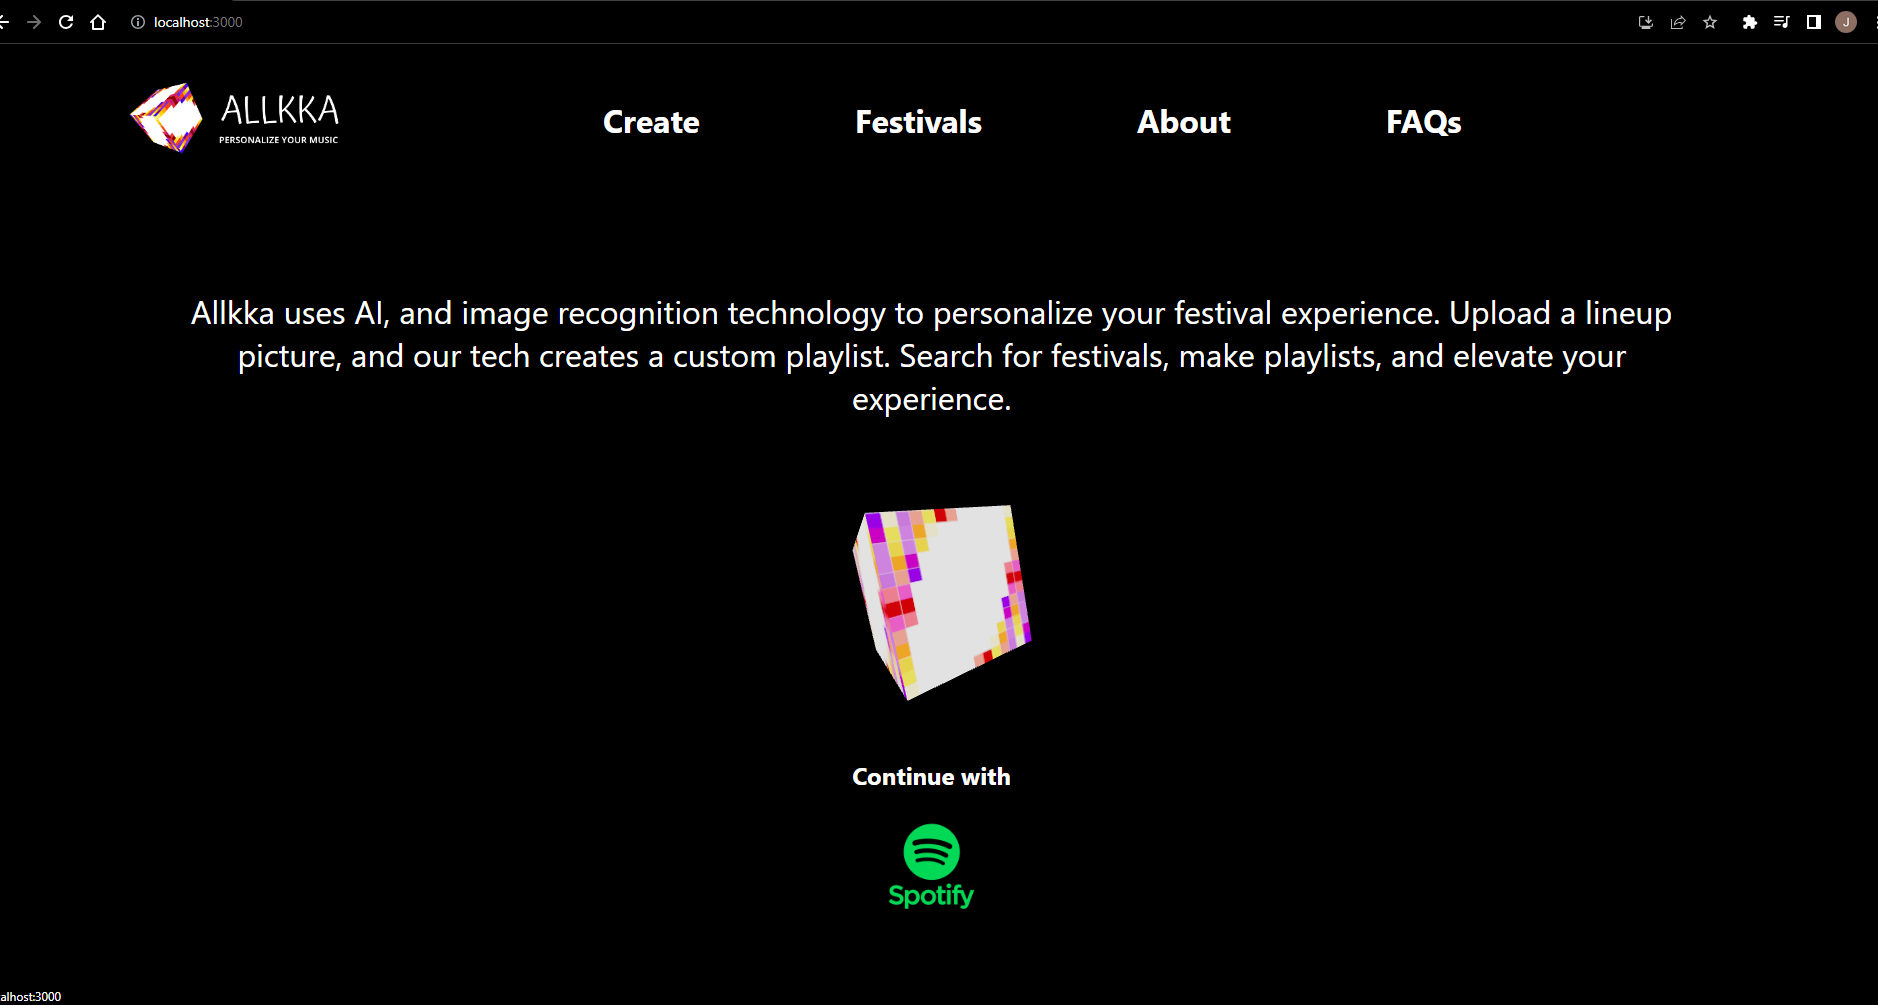 localhost:3000
J
ALLKKA
PERSONALIZE YOUR MUSIC
Create Festivals About FAQs
Allkka uses AI, and image recognition technology to personalize your festival experience. Upload a lineup
picture, and our tech creates a custom playlist. Search for festivals, make playlists, and elevate your
experience.
Continue with
Spotify
alhost:3000